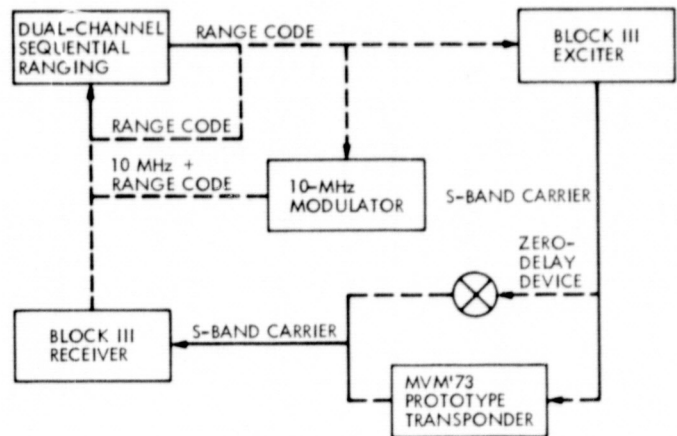 DUAL-CHANNEL
SEQUENTIAL
RANGING
RANGE CODE
BLOCK III
EXCITER
RANGE CODE
10 MHz +
RANGE CODE
10-MHz
MODULATOR
S-BAND CARRIER
ZERO-
DELAY
DEVICE
BLOCK III
RECEIVER
S-BAND CARRIER
MVM'73
PROTOTYPE
TRANSPONDER